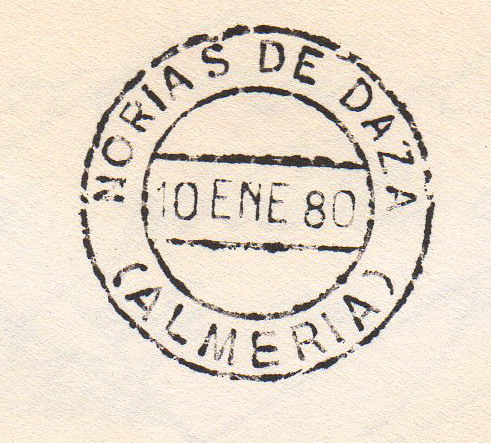 NORIAS DE DAZA
10 ENE 80
(ALMERIA)